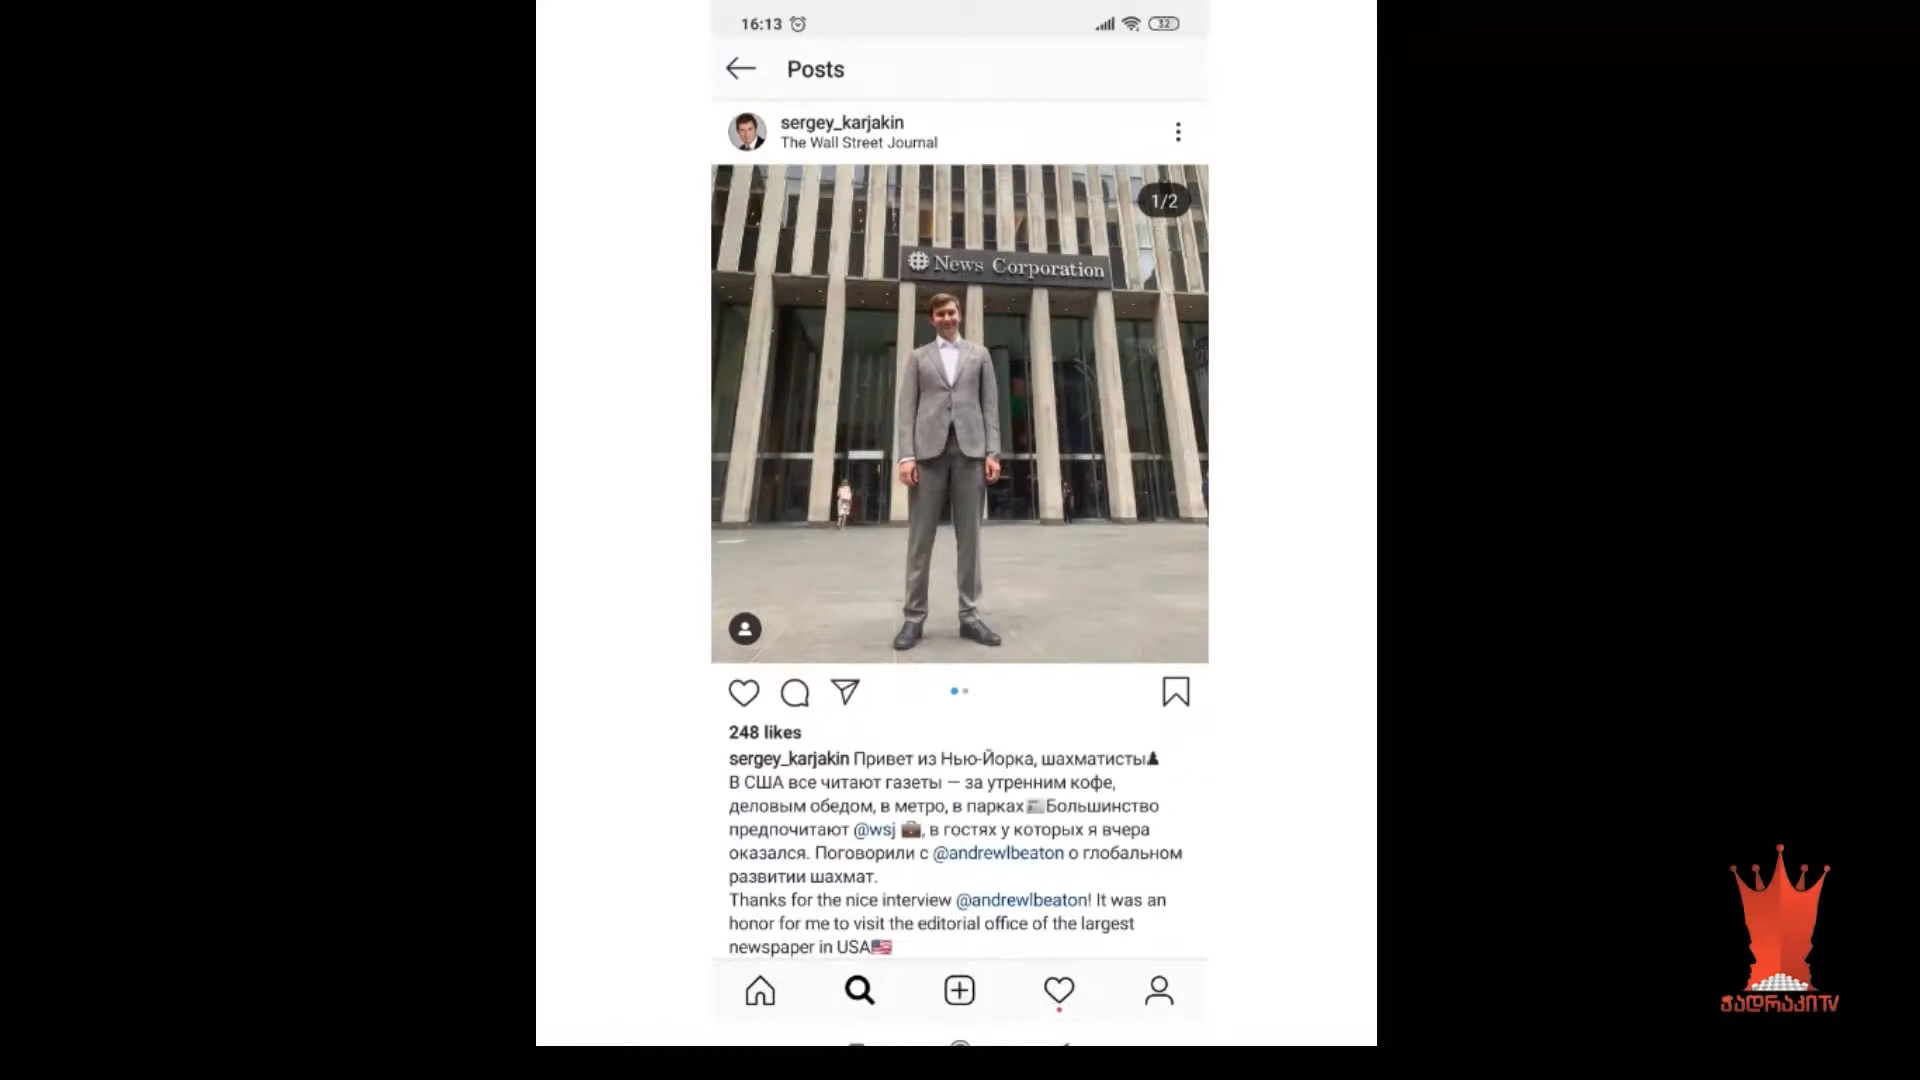 16:13
32
Posts
sergey_karjakin
The Wall Street Journal
1/2
News Corporation
248 likes
sergey_karjakin Привет из Нью-Йорка, шахматисты♟
В США все читают газеты — за утренним кофе,
деловым обедом, в метро, в парках📰Большинство
предпочитают @wsj 💼, в гостях у которых я вчера
оказался. Поговорили с @andrewlbeaton о глобальном
развитии шахмат.
Thanks for the nice interview @andrewlbeaton! It was an
honor for me to visit the editorial office of the largest
newspaper in USA🇺🇸
ჭადრაკი TV